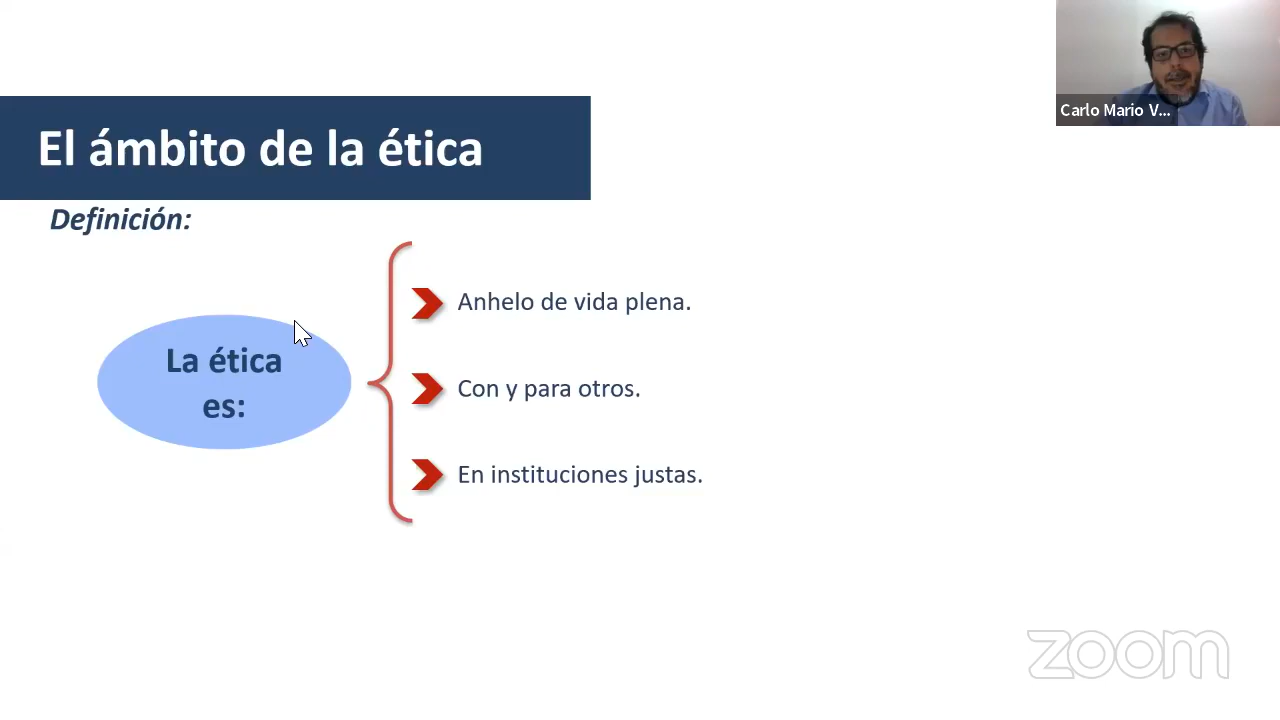 El ámbito de la ética
Carlo Mario V...
Definición:
La ética
es:
Anhelo de vida plena.
Con y para otros.
En instituciones justas.
zoom